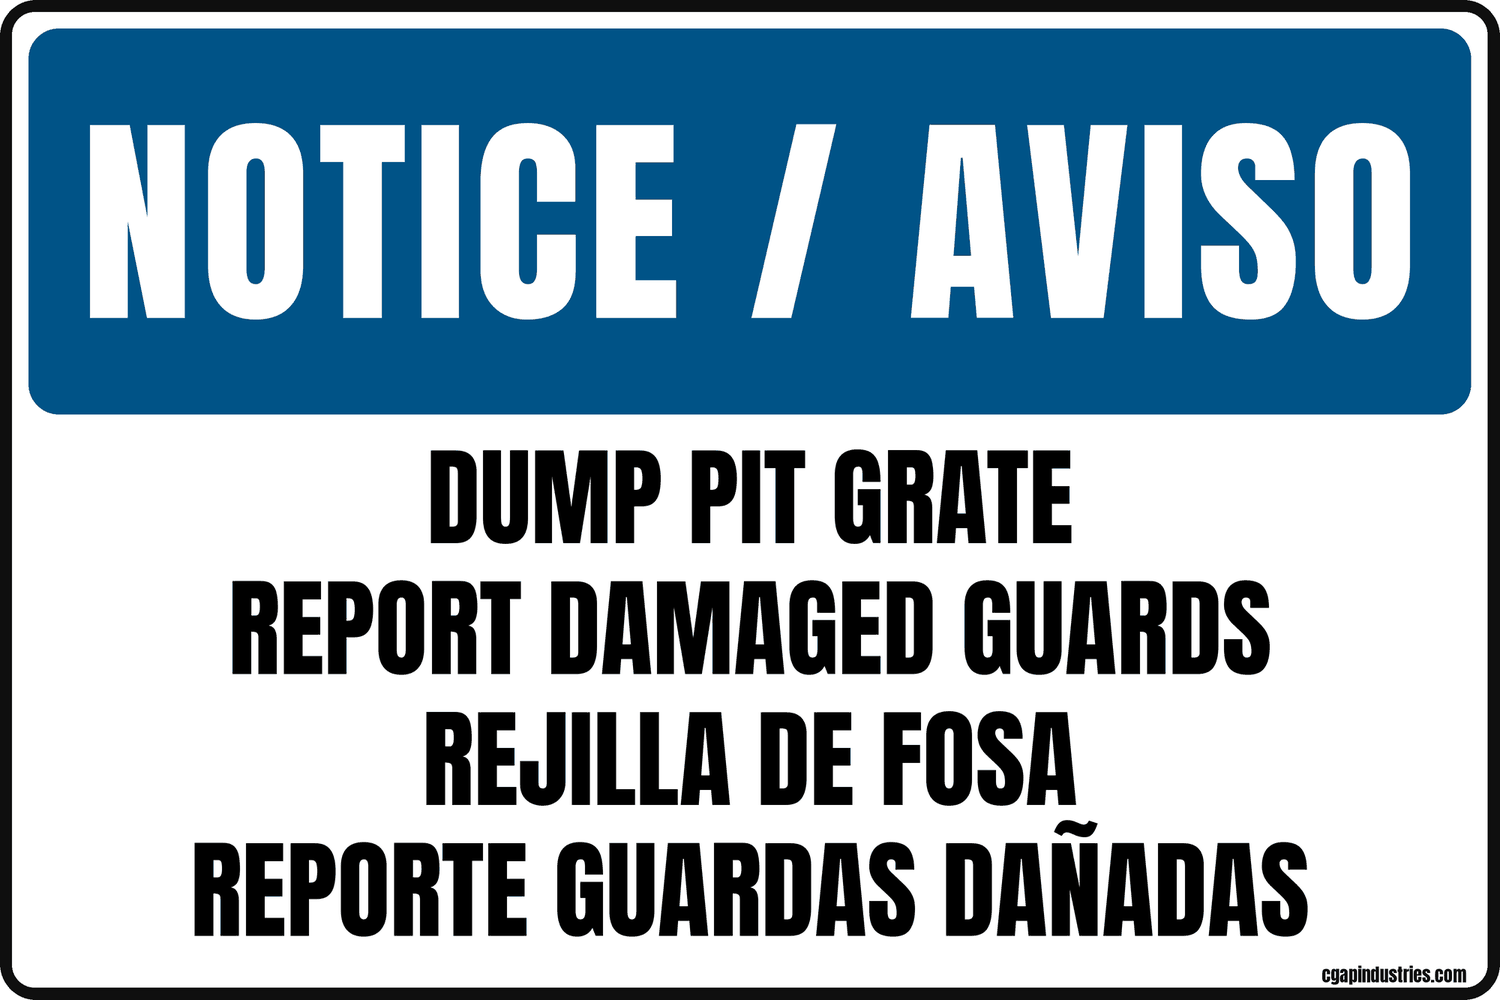 NOTICE / AVISO
DUMP PIT GRATE
REPORT DAMAGED GUARDS
REJILLA DE FOSA
REPORTE GUARDAS DAÑADAS
cgapindustries.com